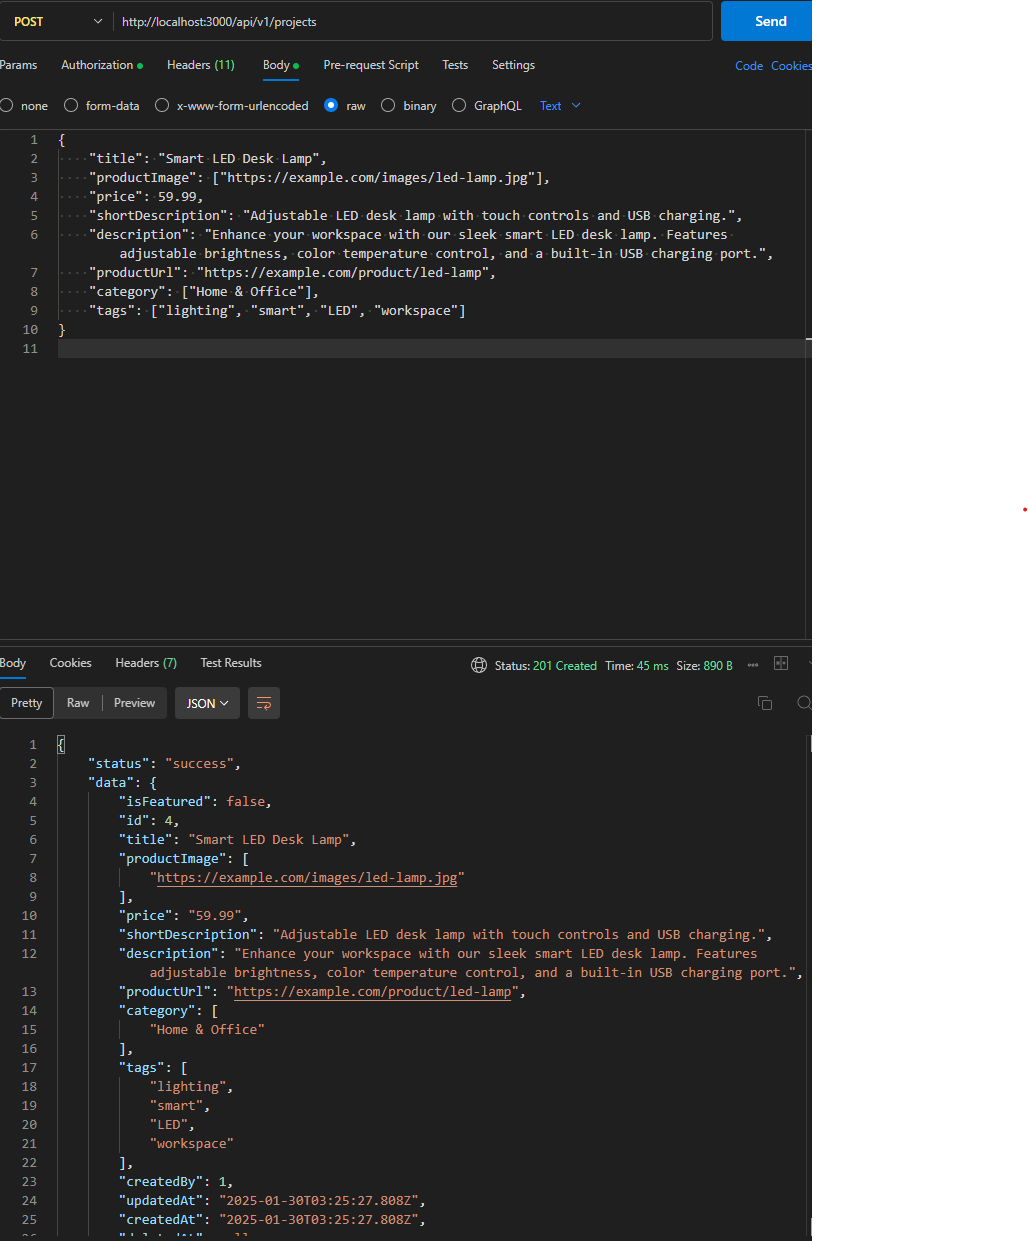 POST http://localhost:3000/api/v1/projects Send
Params Authorization Headers (11) Body Pre-request Script Tests Settings Code Cookies
none form-data x-www-form-urlencoded raw binary GraphQL Text
1 {
2 "title": "Smart LED Desk Lamp",
3 "productImage": ["https://example.com/images/led-lamp.jpg"],
4 "price": 59.99,
5 "shortDescription": "Adjustable LED desk lamp with touch controls and USB charging.",
6 "description": "Enhance your workspace with our sleek smart LED desk lamp. Features
adjustable brightness, color temperature control, and a built-in USB charging port.",
7 "productUrl": "https://example.com/product/led-lamp",
8 "category": ["Home & Office"],
9 "tags": ["lighting", "smart", "LED", "workspace"]
10 }
11
Body Cookies Headers (7) Test Results Status: 201 Created Time: 45 ms Size: 890 B
Pretty Raw Preview JSON
1 {
2 "status": "success",
3 "data": {
4 "isFeatured": false,
5 "id": 4,
6 "title": "Smart LED Desk Lamp",
7 "productImage": [
8 "https://example.com/images/led-lamp.jpg"
9 ],
10 "price": "59.99",
11 "shortDescription": "Adjustable LED desk lamp with touch controls and USB charging.",
12 "description": "Enhance your workspace with our sleek smart LED desk lamp. Features
adjustable brightness, color temperature control, and a built-in USB charging port.",
13 "productUrl": "https://example.com/product/led-lamp",
14 "category": [
15 "Home & Office"
16 ],
17 "tags": [
18 "lighting",
19 "smart",
20 "LED",
21 "workspace"
22 ],
23 "createdBy": 1,
24 "updatedAt": "2025-01-30T03:25:27.808Z",
25 "createdAt": "2025-01-30T03:25:27.808Z",